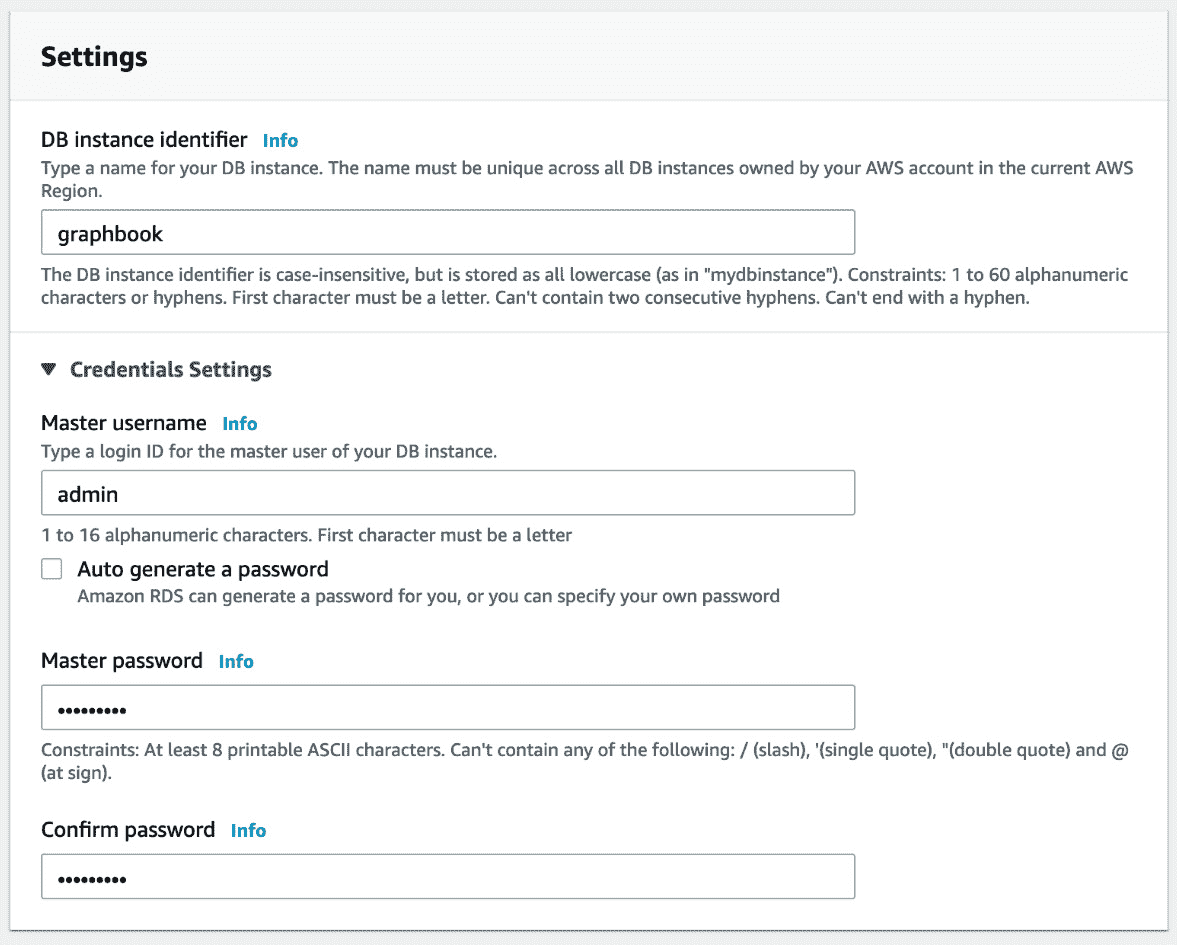 Settings
DB instance identifier Info
Type a name for your DB instance. The name must be unique across all DB instances owned by your AWS account in the current AWS
Region.
graphbook
The DB instance identifier is case-insensitive, but is stored as all lowercase (as in "mydbinstance"). Constraints: 1 to 60 alphanumeric
characters or hyphens. First character must be a letter. Can't contain two consecutive hyphens. Can't end with a hyphen.
Credentials Settings
Master username Info
Type a login ID for the master user of your DB instance.
admin
1 to 16 alphanumeric characters. First character must be a letter
Auto generate a password
Amazon RDS can generate a password for you, or you can specify your own password
Master password Info
•••••••••
Constraints: At least 8 printable ASCII characters. Can't contain any of the following: / (slash), '(single quote), "(double quote) and @
(at sign).
Confirm password Info
•••••••••